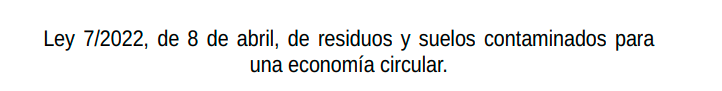 Ley 7/2022, de 8 de abril, de residuos y suelos contaminados para
una economía circular.